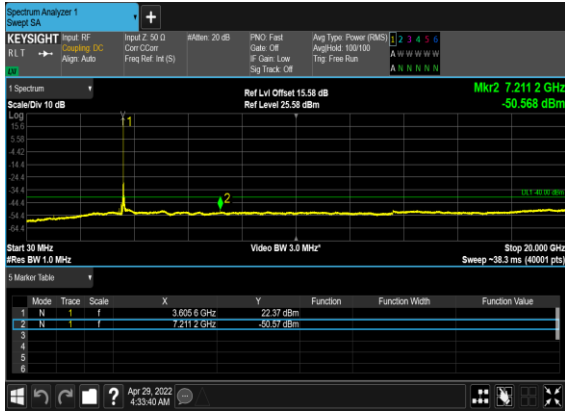 Spectrum Analyzer 1
Swept SA
+
KEYSIGHT Input: RF Input Z: 50 Ω #Atten: 20 dB PNO: Fast Avg Type: Power (RMS) 1 2 3 4 5 6
RLT Coupling: DC Corr CCorr Gate: Off Avg|Hold: 100/100 A W W W W W
Align: Auto Freq Ref: Int (S) IF Gain: Low Trig: Free Run
Sig Track: Off A N N N N N
1 Spectrum
Ref Lvl Offset 15.58 dB Mkr2 7.211 2 GHz
Scale/Div 10 dB Ref Level 25.58 dBm -50.568 dBm
Log
15.6
5.58
-4.42
-14.4
-24.4
-34.4
-44.4
-54.4
-64.4
1
2
DL1 -40.00 dBm
Start 30 MHz Video BW 3.0 MHz* Stop 20.000 GHz
#Res BW 1.0 MHz Sweep ~38.3 ms (40001 pts)
5 Marker Table
Mode Trace Scale X Y Function Function Width Function Value
1 N 1 f 3.605 6 GHz 22.37 dBm
2 N 1 f 7.211 2 GHz -50.57 dBm
3
4
5
6
? Apr 29, 2022
4:33:40 AM